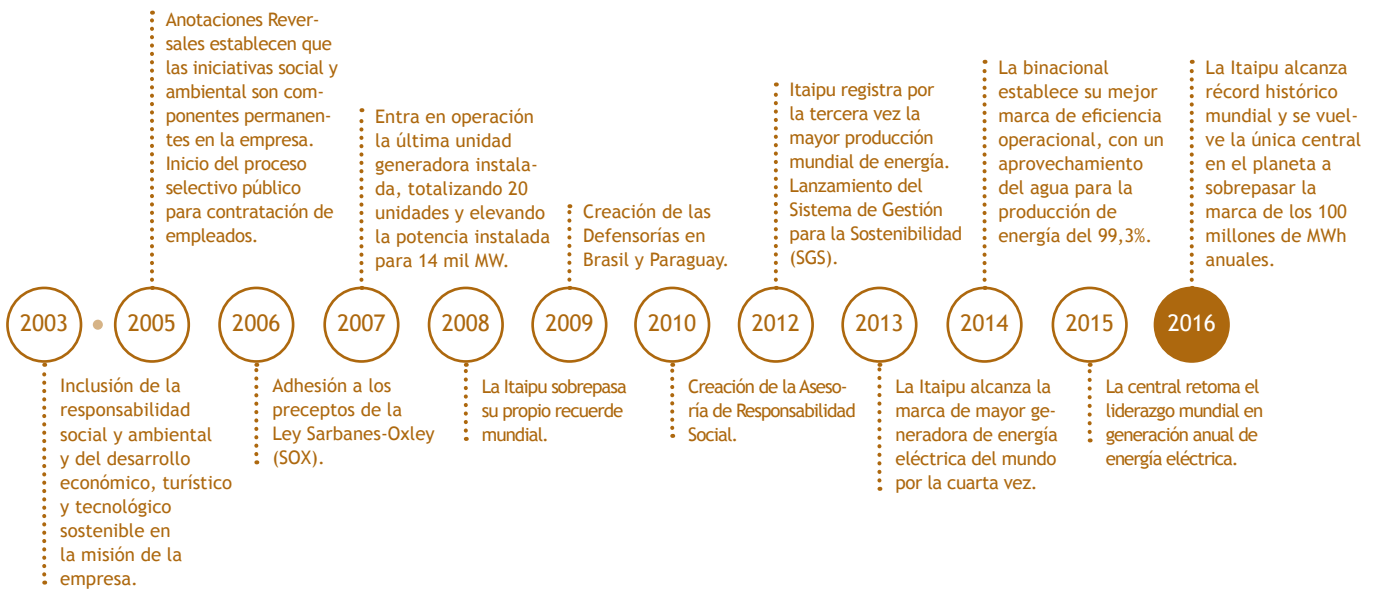 Anotaciones Rever-
sales establecen que
las iniciativas social y
ambiental son com-
ponentes permanen-
tes en la empresa.
Inicio del proceso
selectivo público
para contratación de
empleados.
Entra en operación
la última unidad
generadora instala-
da, totalizando 20
unidades y elevando
la potencia instalada
para 14 mil MW.
Creación de las
Defensorías en
Brasil y Paraguay.
Itaipu registra por
la tercera vez la
mayor producción
mundial de energía.
Lanzamiento del
Sistema de Gestión
para la Sostenibilidad
(SGS).
La binacional
establece su mejor
marca de eficiencia
operacional, con un
aprovechamiento
del agua para la
producción de
energía del 99,3%.
La Itaipu alcanza
récord histórico
mundial y se vuel-
ve la única central
en el planeta a
sobrepasar la
marca de los 100
millones de MWh
anuales.
2003
2005
2006
2007
2008
2009
2010
2012
2013
2014
2015
2016
Inclusión de la
responsabilidad
social y ambiental
y del desarrollo
económico, turístico
y tecnológico
sostenible en
la misión de la
empresa.
Adhesión a los
preceptos de la
Ley Sarbanes-Oxley
(SOX).
La Itaipu sobrepasa
su propio recuerde
mundial.
Creación de la Aseso-
ría de Responsabilidad
Social.
La Itaipu alcanza la
marca de mayor ge-
neradora de energía
eléctrica del mundo
por la cuarta vez.
La central retoma el
liderazgo mundial en
generación anual de
energía eléctrica.